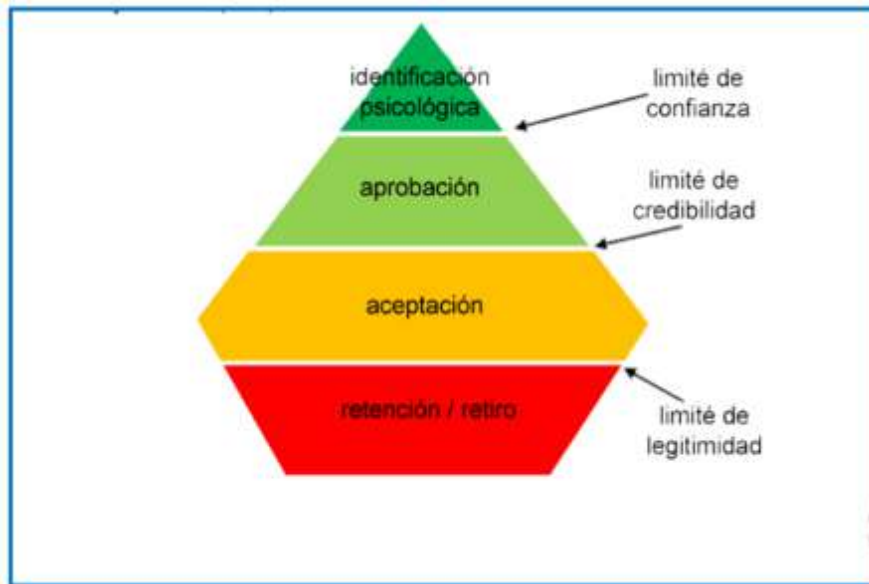 identificación
psicológica
limité de
confianza
aprobación
limité de
credibilidad
aceptación
retención / retiro
limité de
legitimidad